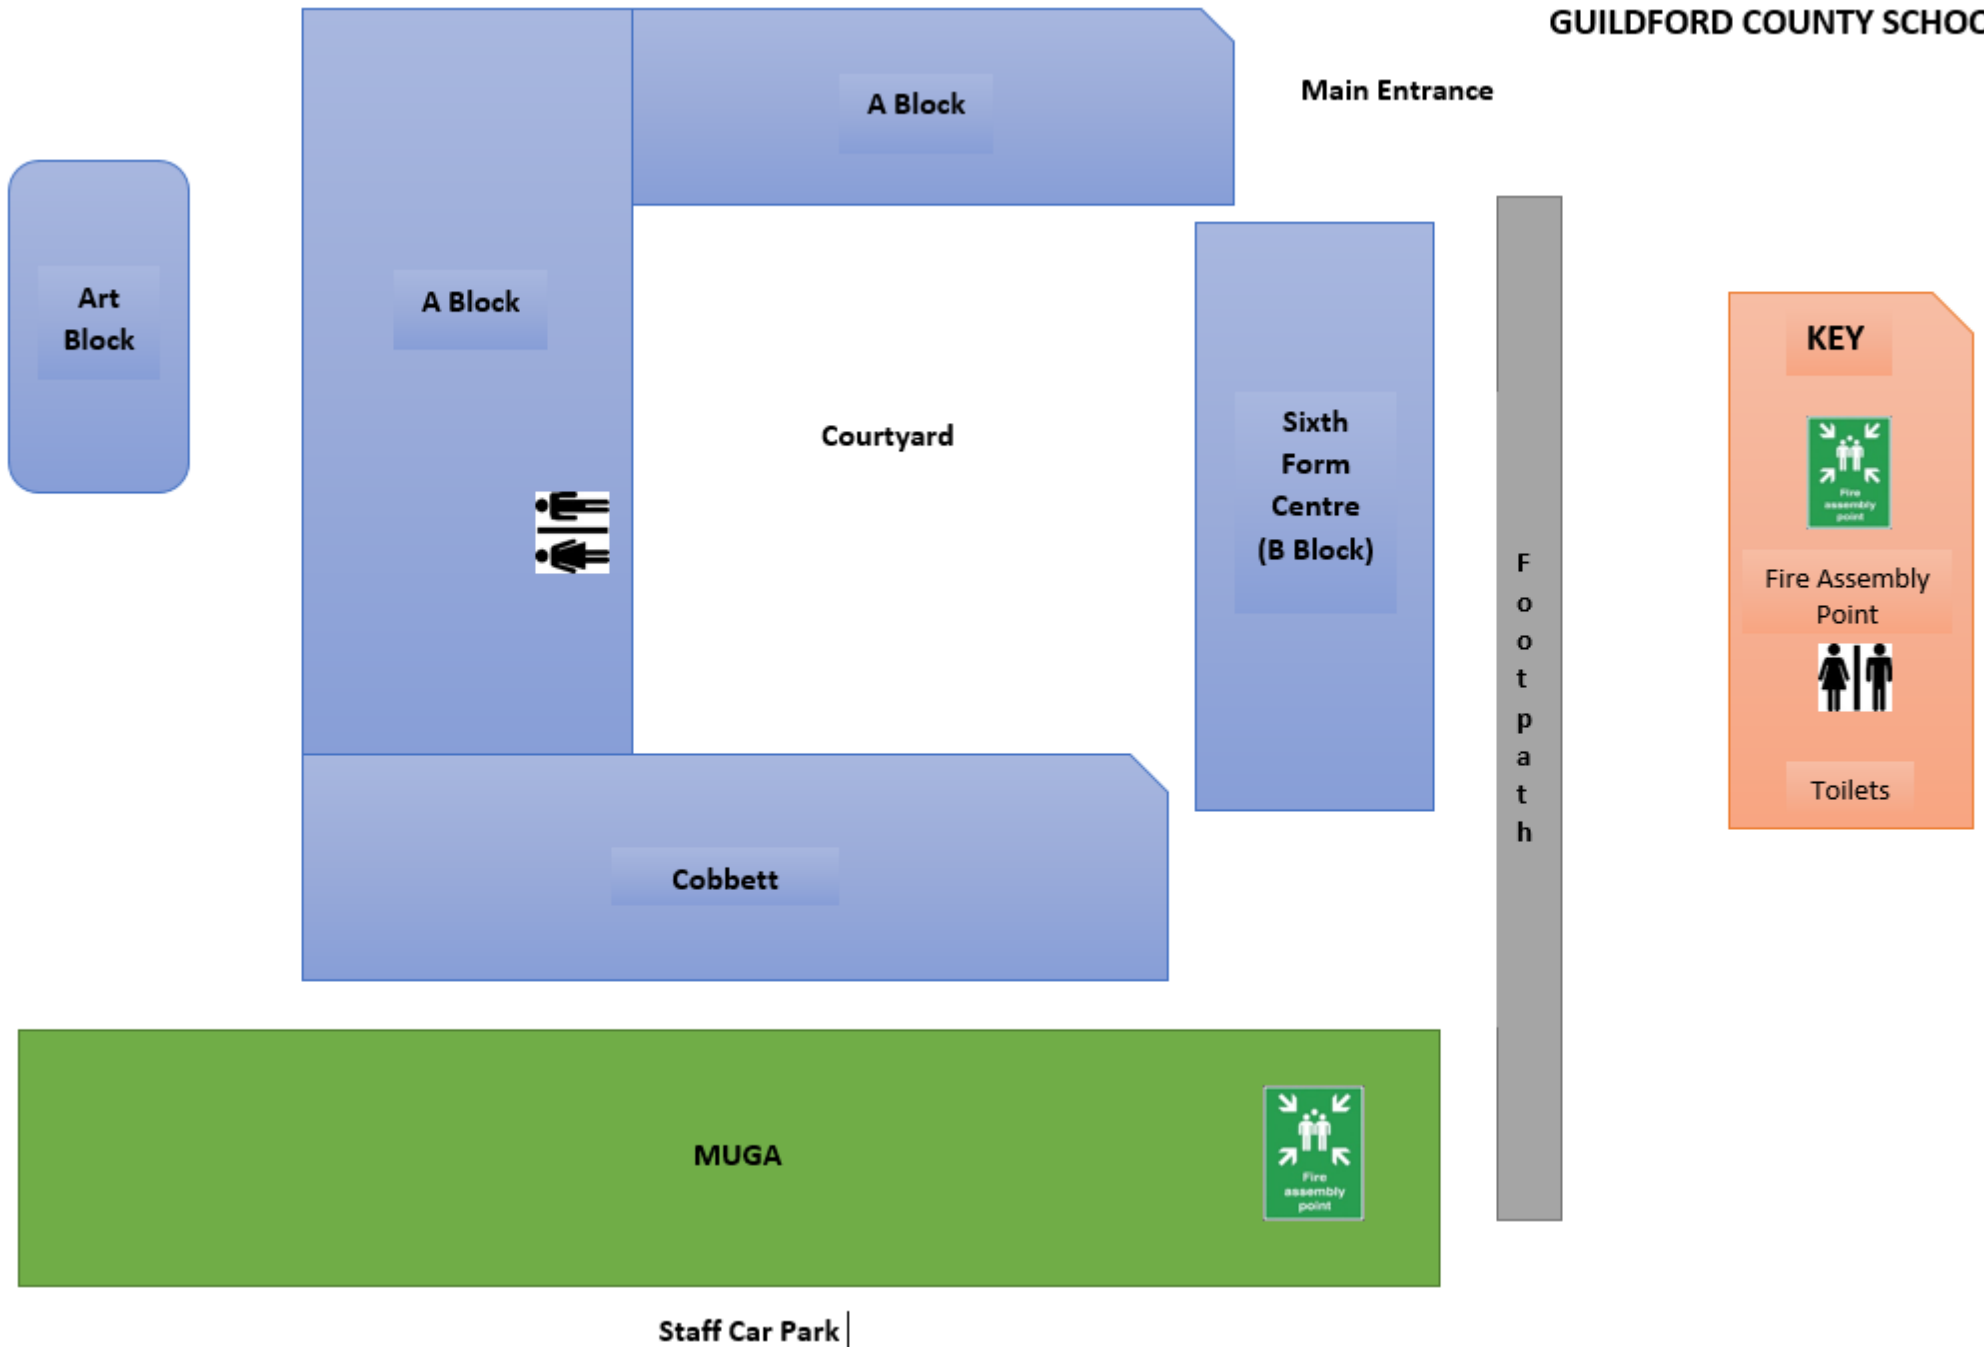 GUILDFORD COUNTY SCHOO
Main Entrance
A Block
Art
Block
A Block
Courtyard
Sixth
Form
Centre
(B Block)
F
o
o
t
p
a
t
h
KEY
Fire
assembly
point
Fire Assembly
Point
Toilets
Cobbett
MUGA
Fire
assembly
point
Staff Car Park